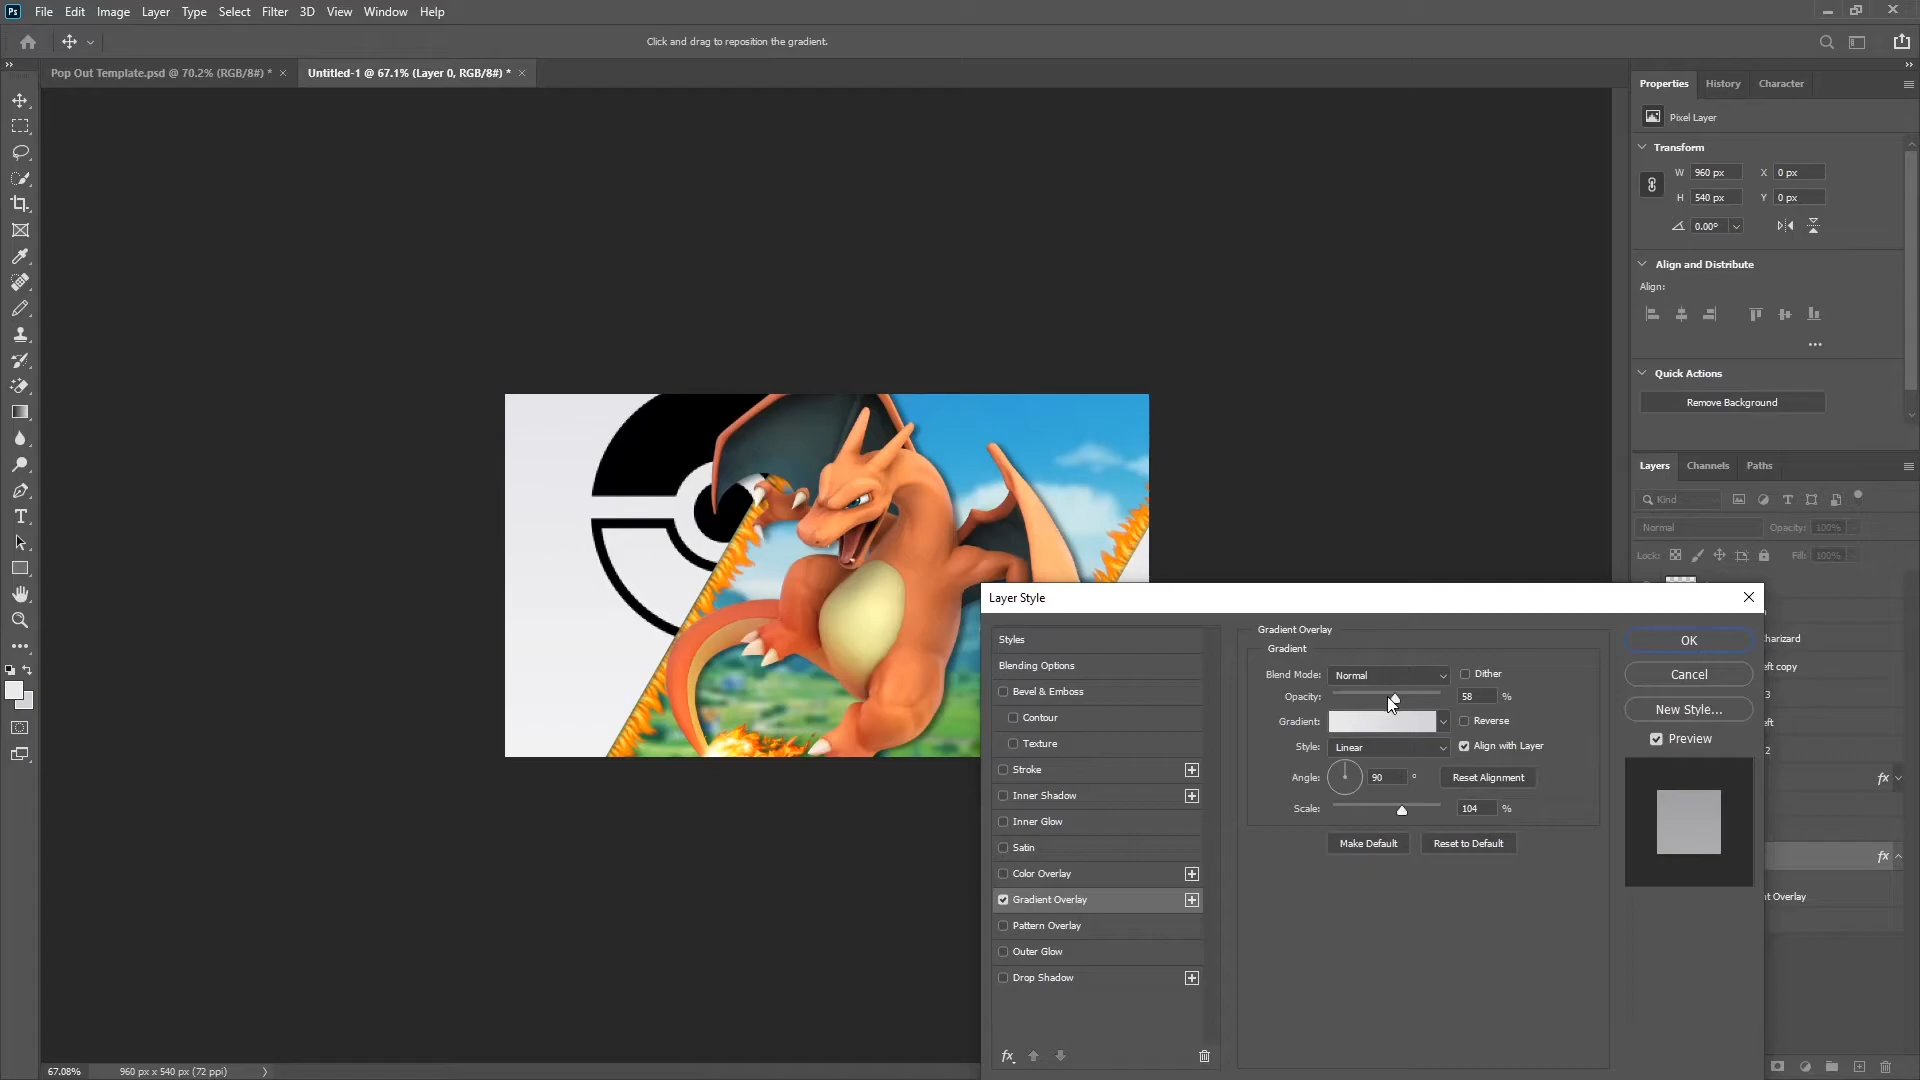 Ps File Edit Image Layer Type Select Filter 3D View Window Help
Click and drag to reposition the gradient.
Pop Out Template.psd @ 70.2% (RGB/8#) * × Untitled-1 @ 67.1% (Layer 0, RGB/8#) * ×
Properties History Character
Pixel Layer
Transform
W 960 px X 0 px
H 540 px Y 0 px
0.00°
Align and Distribute
Align:
Quick Actions
Remove Background
Layers Channels Paths
Kind
Normal Opacity: 100%
Lock: Fill: 100%
harizard
eft copy
3
eft
2
fx
fx
t Overlay
Layer Style
Styles
Blending Options
Bevel & Emboss
Contour
Texture
Stroke
Inner Shadow
Inner Glow
Satin
Color Overlay
Gradient Overlay
Pattern Overlay
Outer Glow
Drop Shadow
fx
Gradient Overlay
Gradient
Blend Mode: Normal Dither
Opacity: 58 %
Gradient: Reverse
Style: Linear Align with Layer
Angle: 90 ° Reset Alignment
Scale: 104 %
Make Default Reset to Default
OK
Cancel
New Style...
Preview
67.08% 960 px x 540 px (72 ppi)